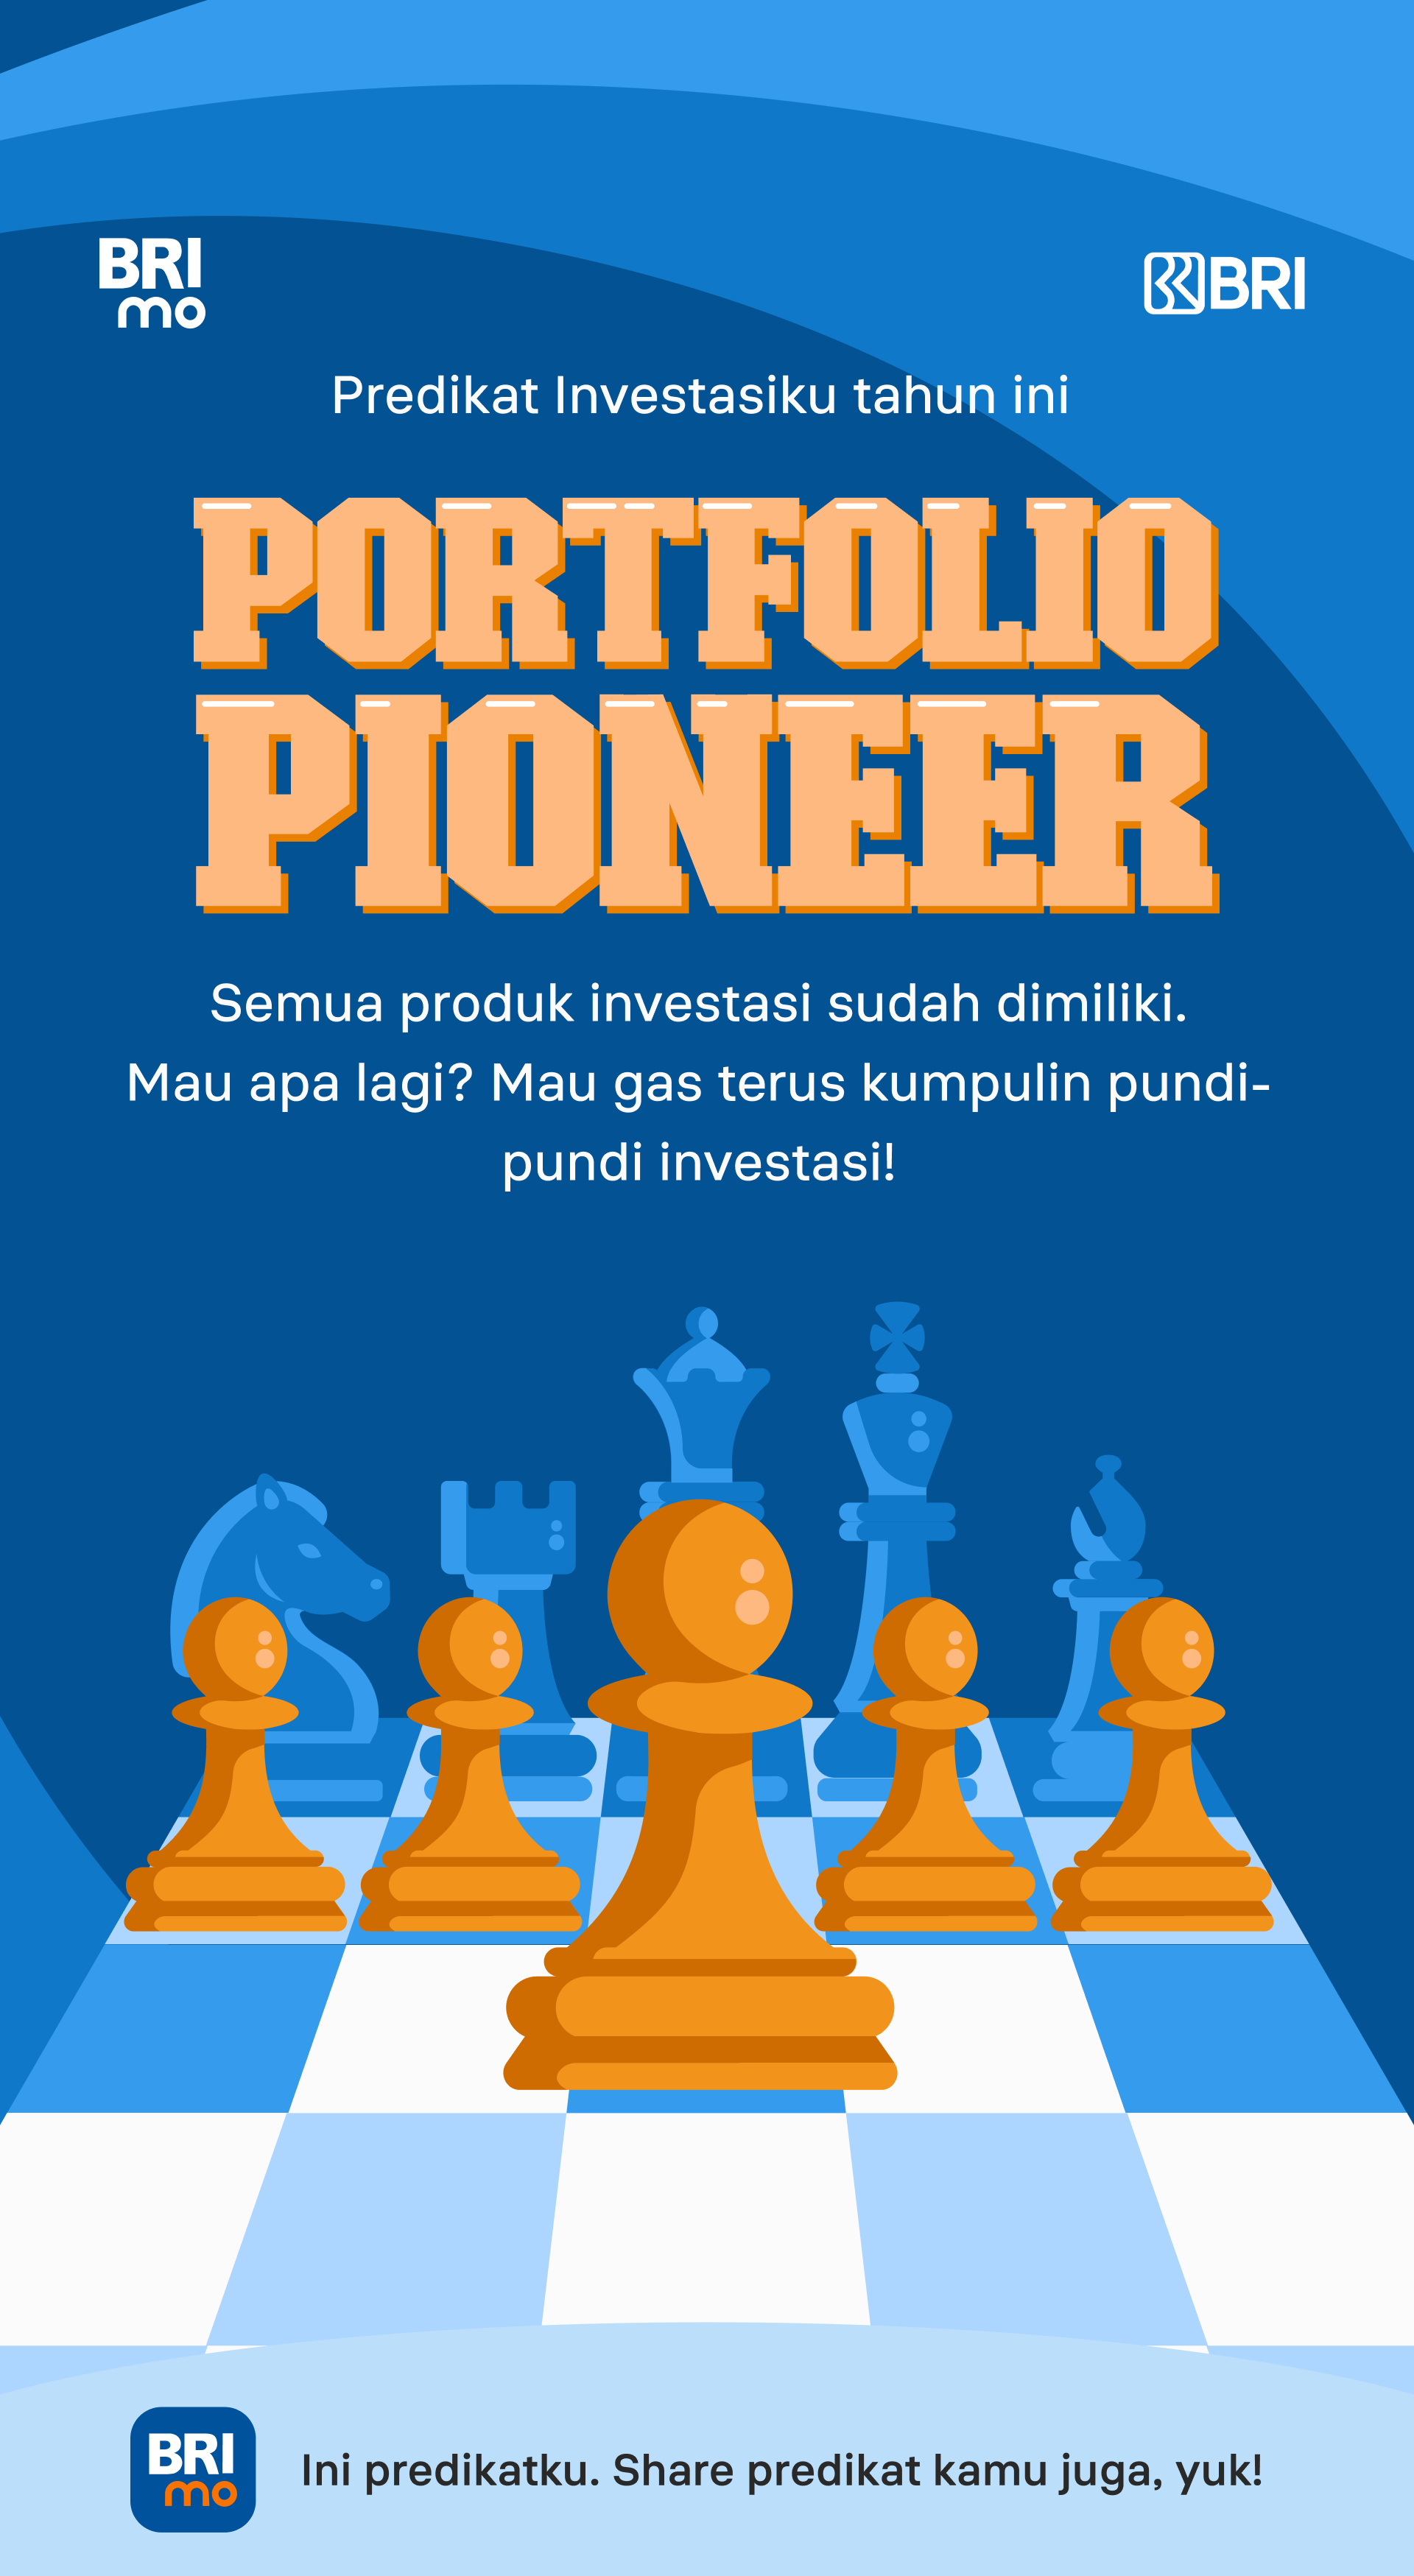 BRI
mo
BRI
Predikat Investasiku tahun ini
PORTFOLIO
PIONEER
Semua produk investasi sudah dimiliki.
Mau apa lagi? Mau gas terus kumpulin pundi-
pundi investasi!
BRI
mo
Ini predikatku. Share predikat kamu juga, yuk!